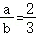 a/b = 2/3